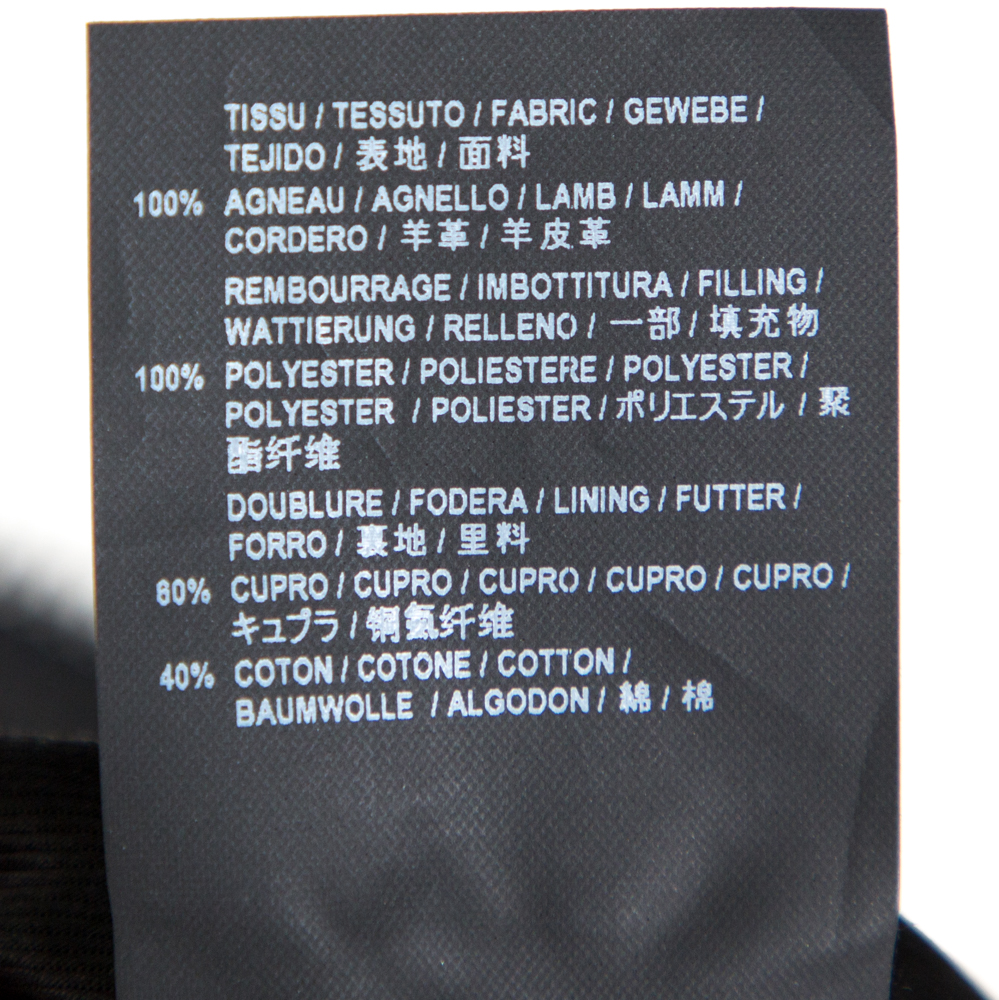 TISSU / TESSUTO / FABRIC / GEWEBE /
TEJIDO / 表地 / 面料
100% AGNEAU / AGNELLO / LAMB / LAMM /
CORDERO / 羊革 / 羊皮革
REMBOURRAGE / IMBOTTITURA / FILLING /
WATTIERUNG / RELLENO / 一部 / 填充物
100% POLYESTER / POLIESTERE / POLYESTER /
POLYESTER / POLIESTER / ポリエステル / 聚
酯纤维
DOUBLURE / FODERA / LINING / FUTTER /
FORRO / 裏地 / 里料
60% CUPRO / CUPRO / CUPRO / CUPRO / CUPRO /
キュプラ / 铜氨纤维
40% COTON / COTONE / COTTON /
BAUMWOLLE / ALGODON / 綿 / 棉